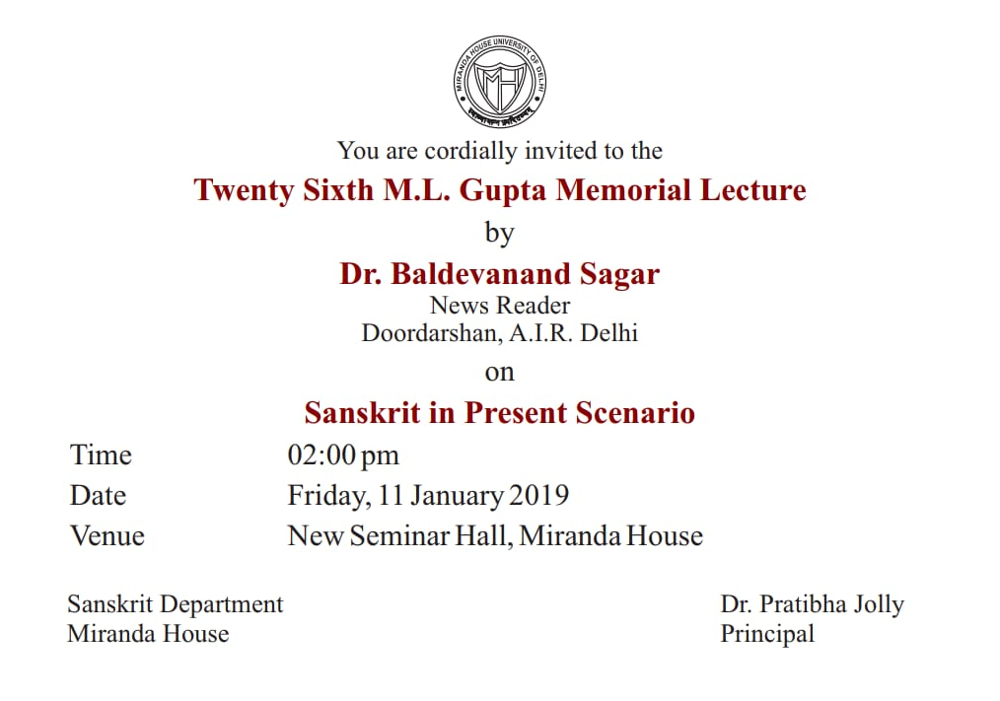 MIRANDA HOUSE UNIVERSITY OF DELHI
MH
You are cordially invited to the
Twenty Sixth M.L. Gupta Memorial Lecture
by
Dr. Baldevanand Sagar
News Reader
Doordarshan, A.I.R. Delhi
on
Sanskrit in Present Scenario
Time 02:00 pm
Date Friday, 11 January 2019
Venue New Seminar Hall, Miranda House
Sanskrit Department
Miranda House
Dr. Pratibha Jolly
Principal